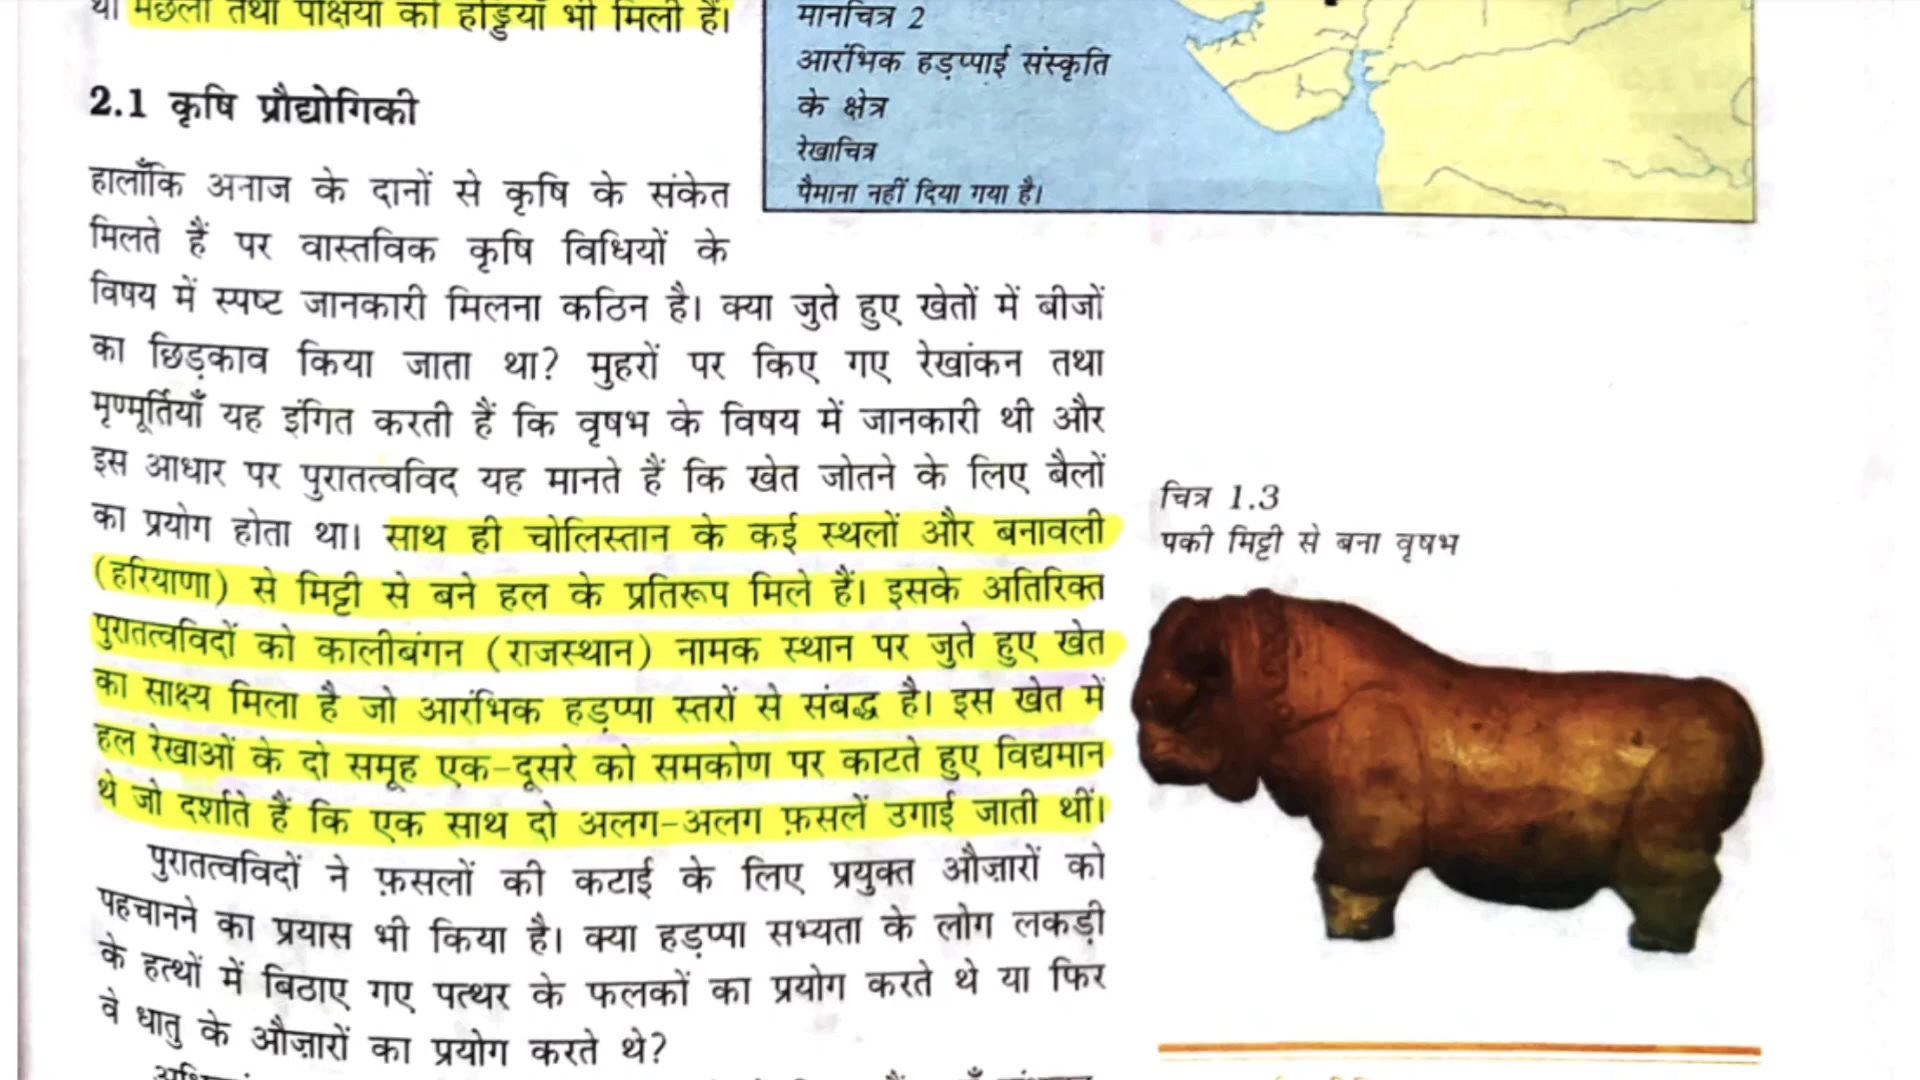 था मछली तथा पक्षियों की हड्डियाँ भी मिली हैं।
मानचित्र 2
आरंभिक हड़प्पाई संस्कृति
के क्षेत्र
रेखाचित्र
पैमाना नहीं दिया गया है।
2.1 कृषि प्रौद्योगिकी
हालाँकि अनाज के दानों से कृषि के संकेत
मिलते हैं पर वास्तविक कृषि विधियों के
विषय में स्पष्ट जानकारी मिलना कठिन है। क्या जुते हुए खेतों में बीजों
का छिड़काव किया जाता था? मुहरों पर किए गए रेखांकन तथा
मृण्मूर्तियाँ यह इंगित करती हैं कि वृषभ के विषय में जानकारी थी और
इस आधार पर पुरातत्वविद यह मानते हैं कि खेत जोतने के लिए बैलों
का प्रयोग होता था। साथ ही चोलिस्तान के कई स्थलों और बनावली
(हरियाणा) से मिट्टी से बने हल के प्रतिरूप मिले हैं। इसके अतिरिक्त
पुरातत्वविदों को कालीबंगन (राजस्थान) नामक स्थान पर जुते हुए खेत
का साक्ष्य मिला है जो आरंभिक हड़प्पा स्तरों से संबद्ध है। इस खेत में
हल रेखाओं के दो समूह एक-दूसरे को समकोण पर काटते हुए विद्यमान
थे जो दर्शाते हैं कि एक साथ दो अलग-अलग फ़सलें उगाई जाती थीं।
पुरातत्वविदों ने फ़सलों की कटाई के लिए प्रयुक्त औज़ारों को
पहचानने का प्रयास भी किया है। क्या हड़प्पा सभ्यता के लोग लकड़ी
के हत्थों में बिठाए गए पत्थर के फलकों का प्रयोग करते थे या फिर
वे धातु के औज़ारों का प्रयोग करते थे?
चित्र 1.3
पकी मिट्टी से बना वृषभ